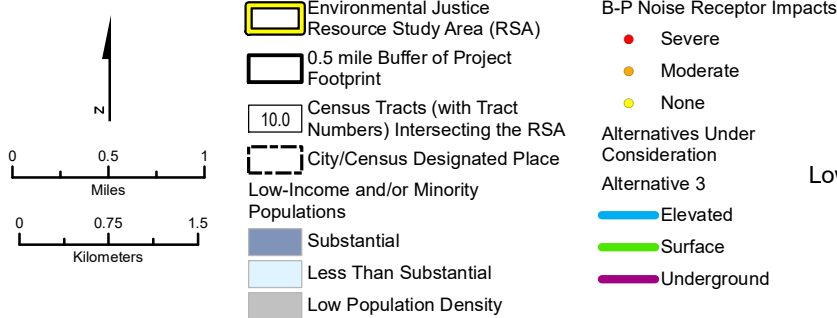 N
0 0.5 1
Miles
0 0.75 1.5
Kilometers
Environmental Justice
Resource Study Area (RSA)
0.5 mile Buffer of Project
Footprint
10.0
Census Tracts (with Tract
Numbers) Intersecting the RSA
City/Census Designated Place
Low-Income and/or Minority
Populations
Substantial
Less Than Substantial
Low Population Density
B-P Noise Receptor Impacts
Severe
Moderate
None
Alternatives Under
Consideration
Alternative 3
Elevated
Surface
Underground